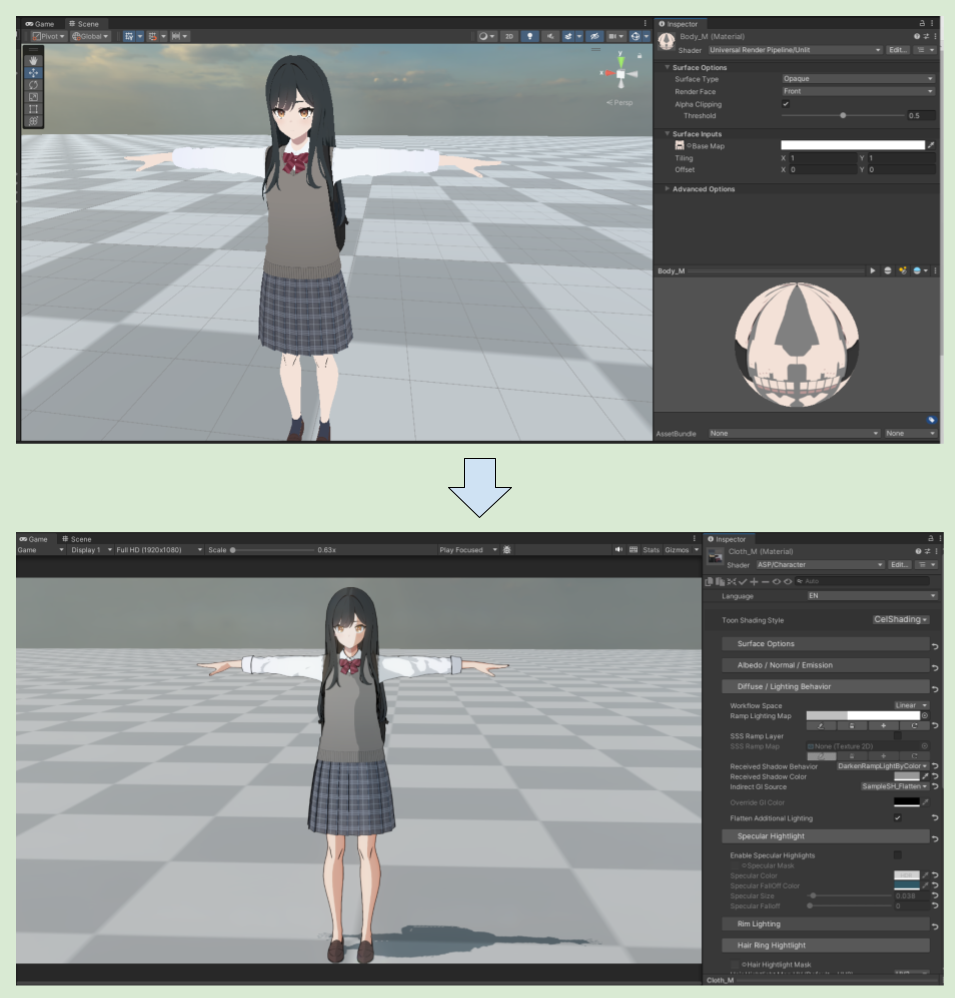 Game Scene
Inspector
Pivot Global 2D
Body_M (Material)
Shader Universal Render Pipeline/Unlit Edit...
Surface Options
Surface Type Opaque
Render Face Front
Alpha Clipping
Threshold 0.5
Surface Inputs
Base Map
Tiling X 1 Y 1
Offset X 0 Y 0
Advanced Options
y
x
Persp
Body_M
AssetBundle None None
Game Scene
Inspector
Game Display 1 Full HD (1920x1080) Scale 0.63x Play Focused Stats Gizmos
Cloth_M (Material)
Shader ASP/Character Edit...
Auto
Language EN
Toon Shading Style CelShading
Surface Options
Albedo / Normal / Emission
Diffuse / Lighting Behavior
Workflow Space Linear
Ramp Lighting Map
SSS Ramp Layer
SSS Ramp Map None (Texture 2D)
Received Shadow Behavior DarkenRampLightByColor
Received Shadow Color
Indirect GI Source SampleSH_Flatten
Override GI Color
Flatten Additional Lighting
Specular Hightlight
Enable Specular Highlights
Specular Mask
Specular Color HDR
Specular FallOff Color
Specular Size 0.038
Specular Falloff 0
Rim Lighting
Hair Ring Hightlight
Hair Hightlight Mask
Cloth_M